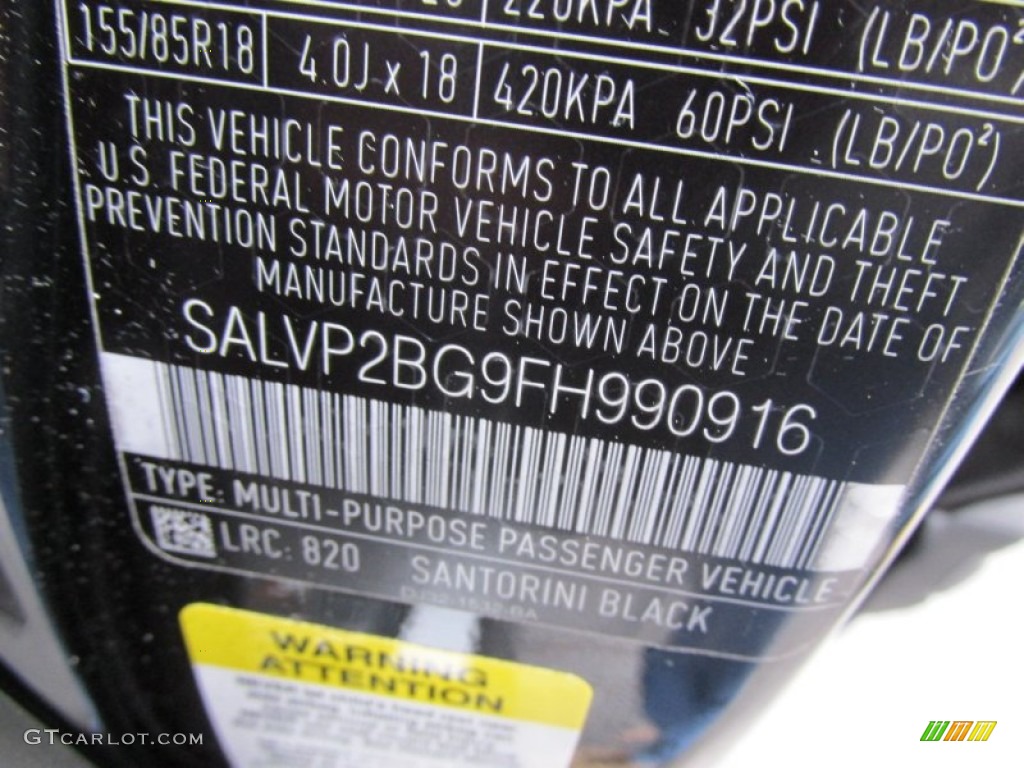 220KPA 32PSI (LB/PO²)
155/85R18 4.0J x 18 420KPA 60PSI (LB/PO²)
THIS VEHICLE CONFORMS TO ALL APPLICABLE
U.S. FEDERAL MOTOR VEHICLE SAFETY AND THEFT
PREVENTION STANDARDS IN EFFECT ON THE DATE OF
MANUFACTURE SHOWN ABOVE
SALVP2BG9FH990916
TYPE: MULTI-PURPOSE PASSENGER VEHICLE
LRC: 820 SANTORINI BLACK
WARNING
ATTENTION
GTCARLOT.COM